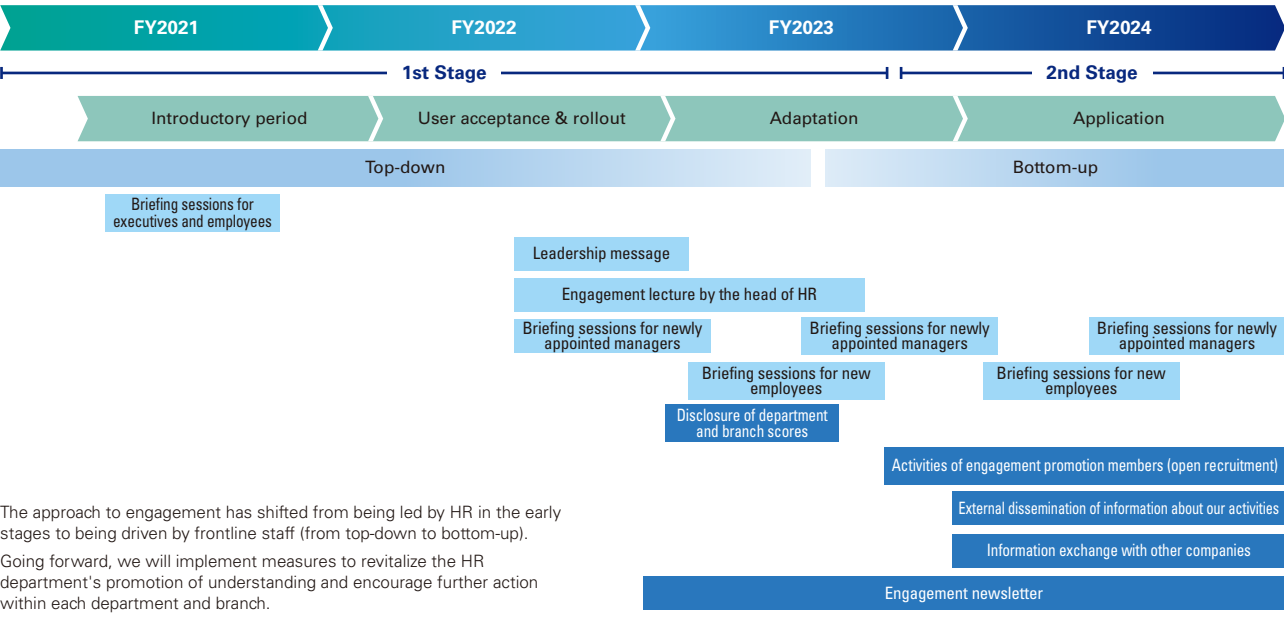 FY2021
FY2022
FY2023
FY2024
1st Stage
2nd Stage
Introductory period
User acceptance & rollout
Adaptation
Application
Top-down
Bottom-up
Briefing sessions for
executives and employees
Leadership message
Engagement lecture by the head of HR
Briefing sessions for newly
appointed managers
Briefing sessions for newly
appointed managers
Briefing sessions for newly
appointed managers
Briefing sessions for new
employees
Briefing sessions for new
employees
Disclosure of department
and branch scores
Activities of engagement promotion members (open recruitment)
External dissemination of information about our activities
Information exchange with other companies
Engagement newsletter
The approach to engagement has shifted from being led by HR in the early
stages to being driven by frontline staff (from top-down to bottom-up).
Going forward, we will implement measures to revitalize the HR
department's promotion of understanding and encourage further action
within each department and branch.